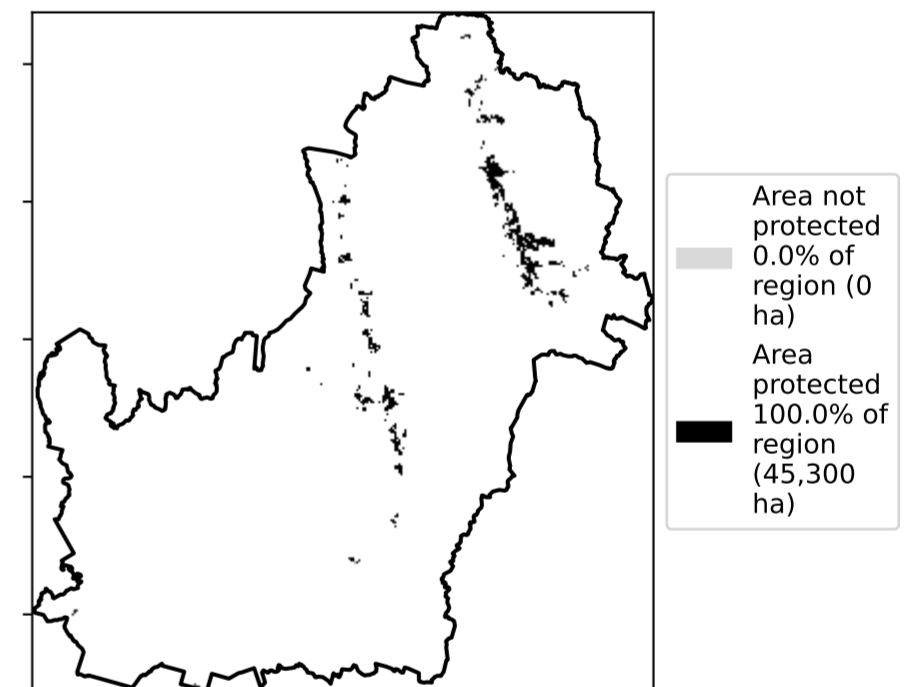 Area not
protected
0.0% of
region (0
ha)
Area
protected
100.0% of
region
(45,300
ha)